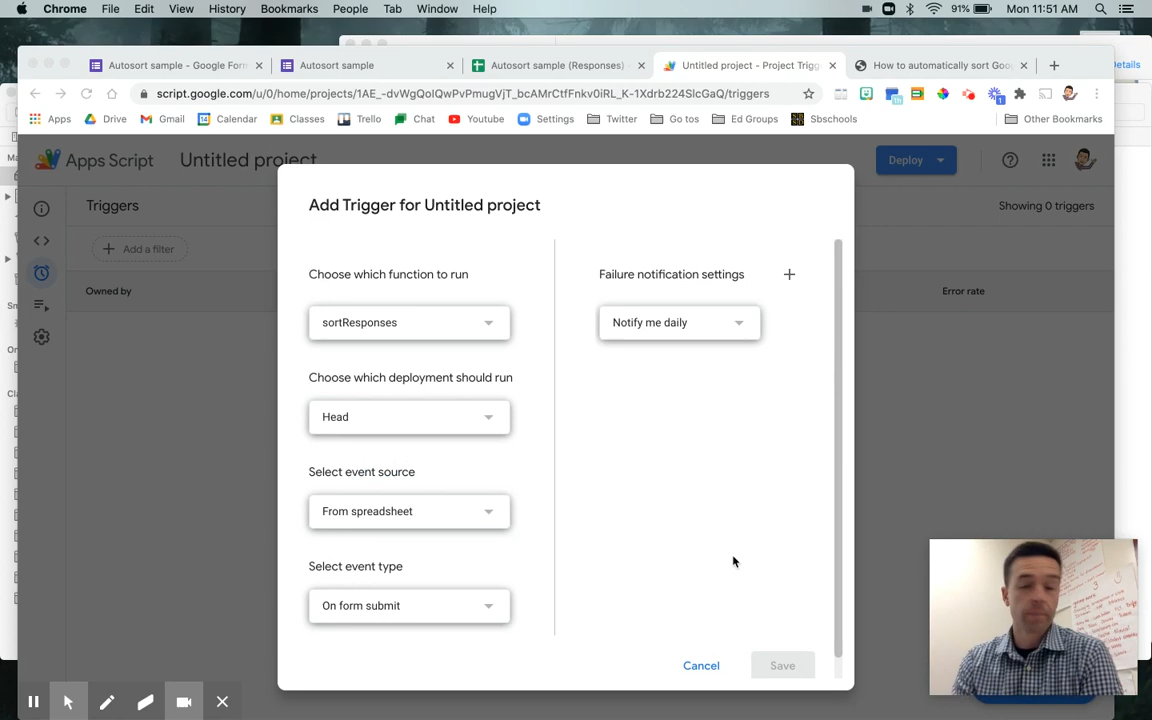 Chrome File Edit View History Bookmarks People Tab Window Help 91% Mon 11:51 AM
Autosort sample - Google Form
Autosort sample
Autosort sample (Responses) -
Untitled project - Project Trigg
How to automatically sort Goog
Details
script.google.com/u/0/home/projects/1AE_-dvWgQoIQwPvPmugVjT_bcAMrCtfFnkv0iRL_K-1Xdrb224SlcGaQ/triggers
Apps Drive Gmail Calendar Classes Trello Chat Youtube Settings Twitter Go tos Ed Groups Sbschools Other Bookmarks
Apps Script Untitled project Deploy
Triggers Showing 0 triggers
Add a filter
Owned by Error rate
Add Trigger for Untitled project
Choose which function to run
sortResponses
Choose which deployment should run
Head
Select event source
From spreadsheet
Select event type
On form submit
Failure notification settings
Notify me daily
Cancel Save